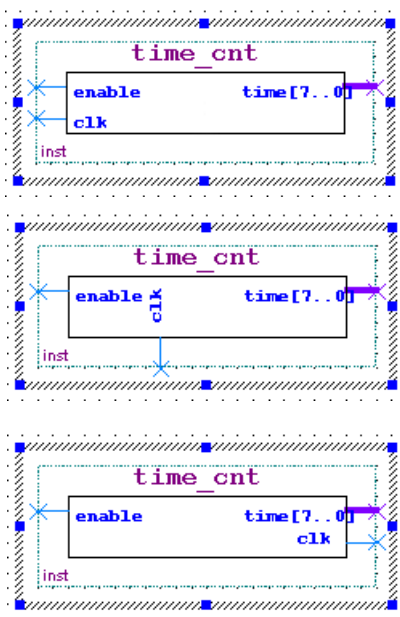 time_cnt
enable time[7..0]
clk
inst
time_cnt
enable clk time[7..0]
inst
time_cnt
enable time[7..0]
clk
inst